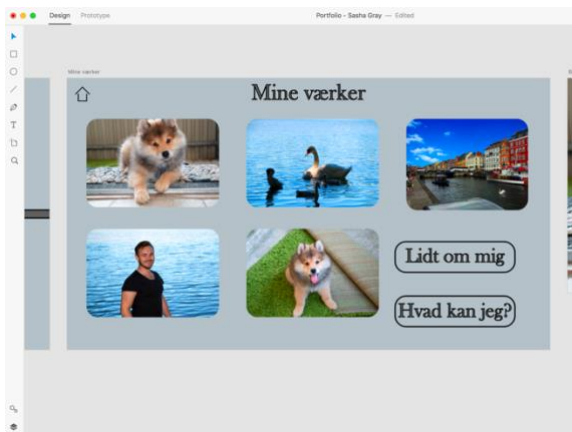 Design Prototype Portfolio - Sasha Gray — Edited
Mine værker
Mine værker
Lidt om mig
Hvad kan jeg?